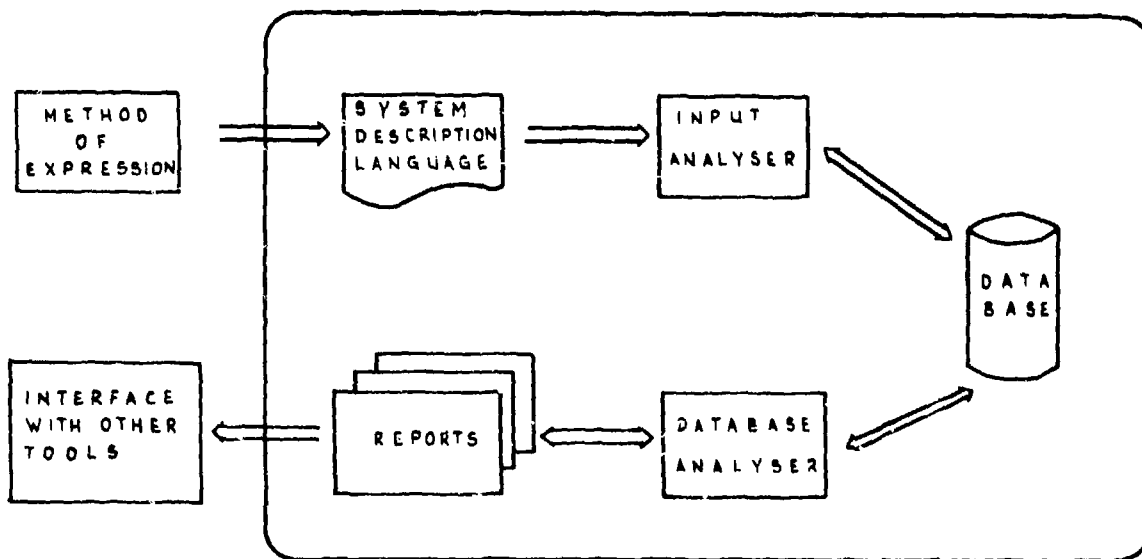 METHOD
OF
EXPRESSION
SYSTEM
DESCRIPTION
LANGUAGE
INPUT
ANALYSER
DATA
BASE
INTERFACE
WITH OTHER
TOOLS
REPORTS
DATABASE
ANALYSER